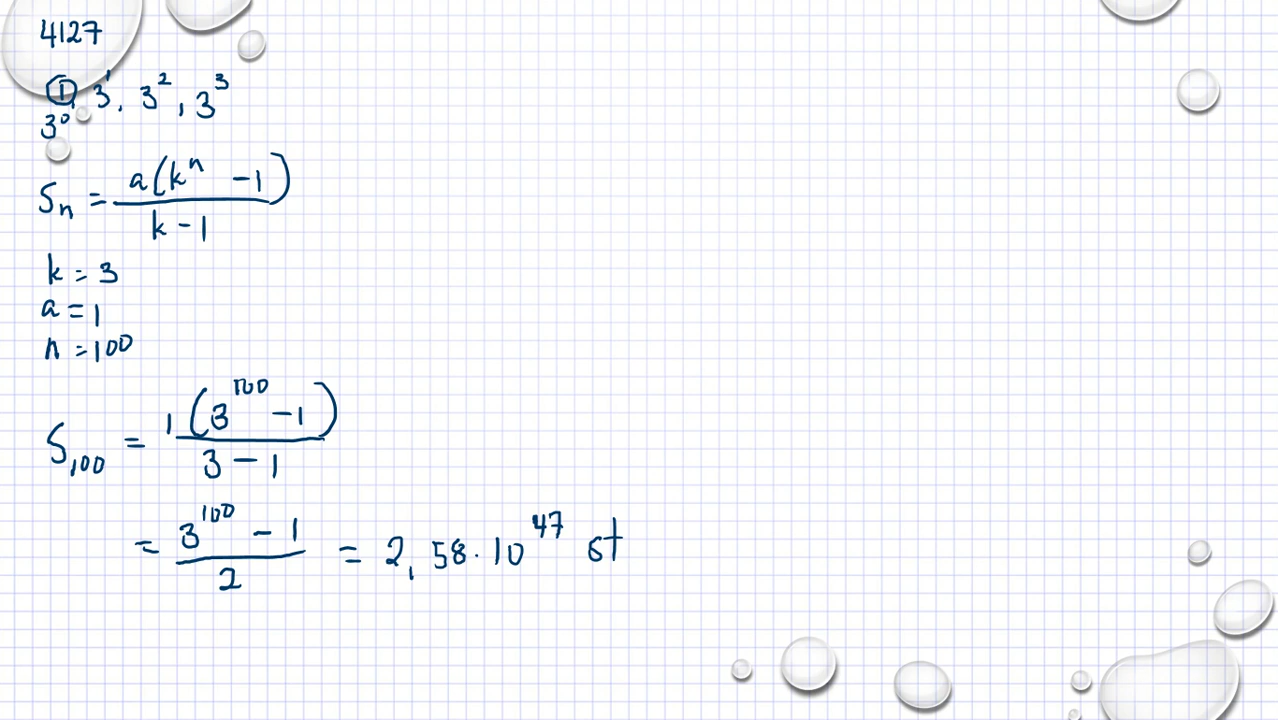 4127
1, 3¹, 3², 3³
3⁰
Sₙ = a(kⁿ - 1) / k - 1
k = 3
a = 1
n = 100
S₁₀₀ = 1(3¹⁰⁰ - 1) / 3 - 1
= 3¹⁰⁰ - 1 / 2 = 2,58 · 10⁴⁷ st